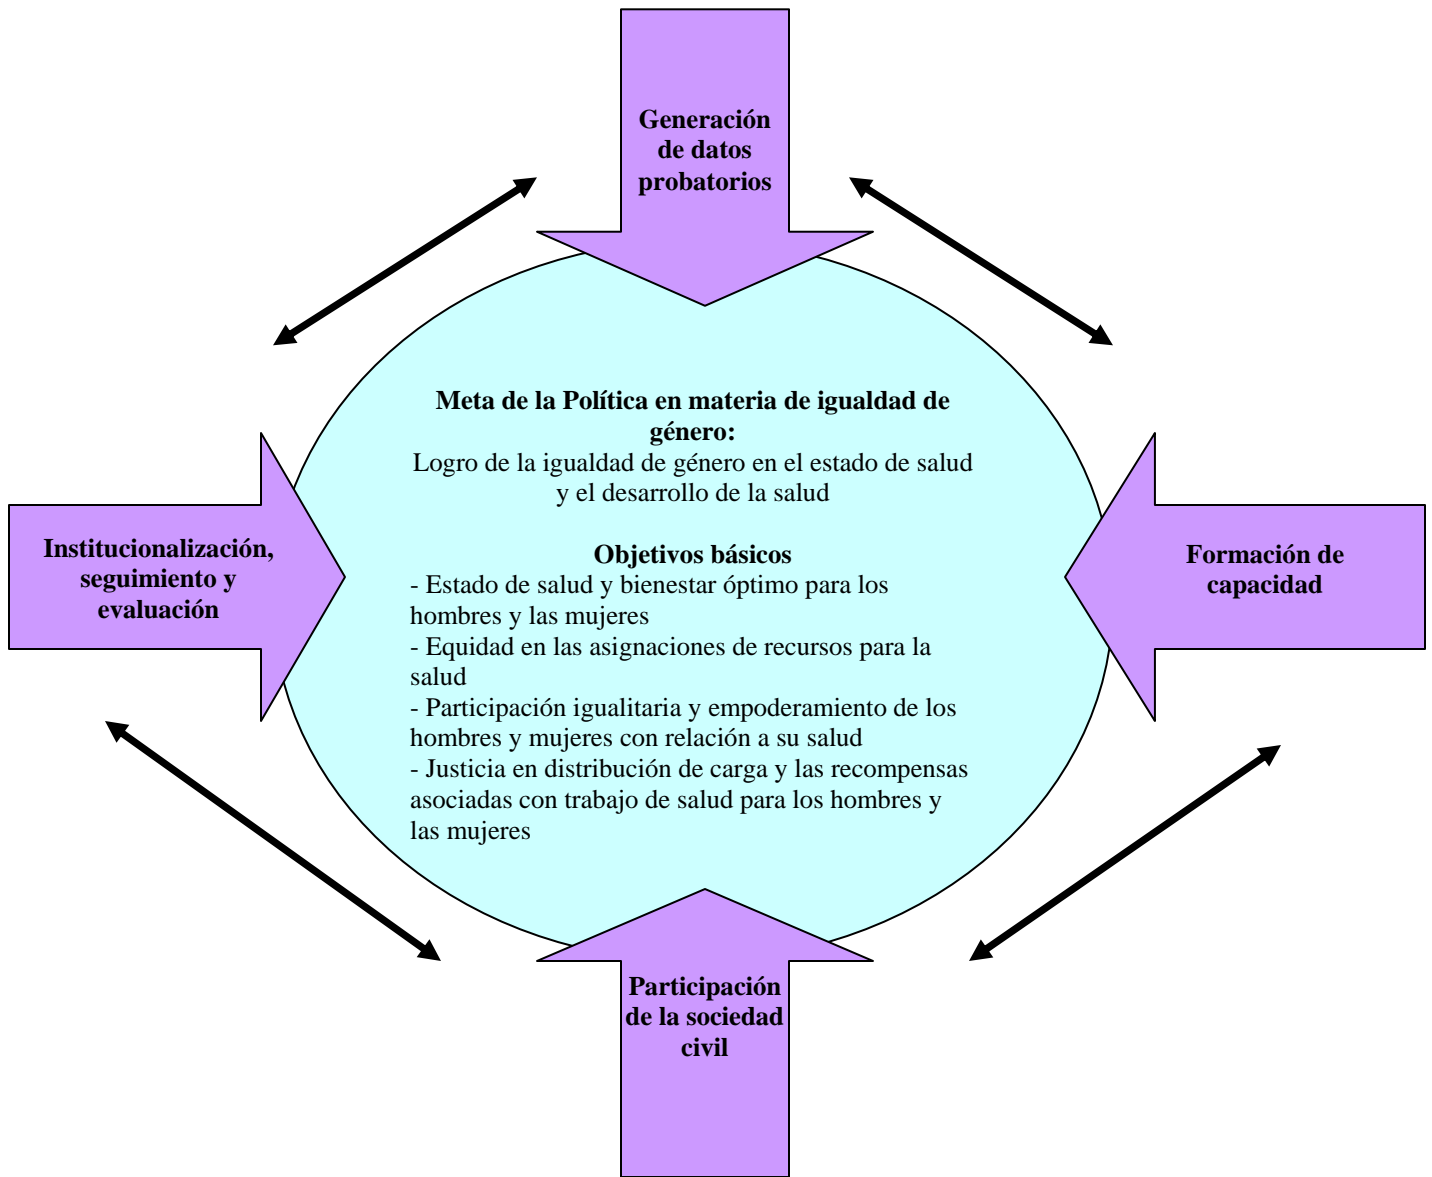 Generación
de datos
probatorios
Meta de la Política en materia de igualdad de
género:
Logro de la igualdad de género en el estado de salud
y el desarrollo de la salud
Objetivos básicos
- Estado de salud y bienestar óptimo para los
hombres y las mujeres
- Equidad en las asignaciones de recursos para la
salud
- Participación igualitaria y empoderamiento de los
hombres y mujeres con relación a su salud
- Justicia en distribución de carga y las recompensas
asociadas con trabajo de salud para los hombres y
las mujeres
Institucionalización,
seguimiento y
evaluación
Formación de
capacidad
Participación
de la sociedad
civil